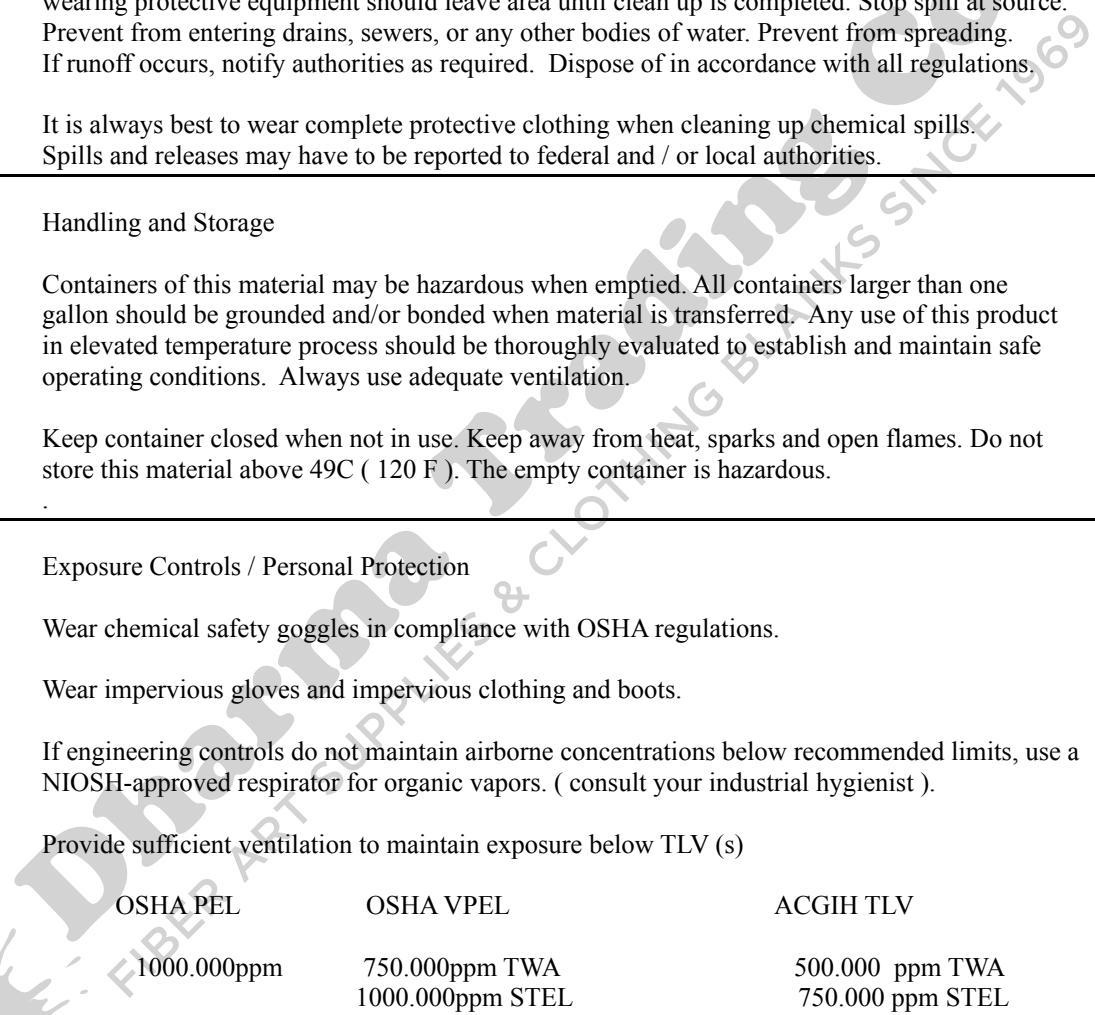 wearing protective equipment should leave area until clean up is completed. Stop spill at source.
Prevent from entering drains, sewers, or any other bodies of water. Prevent from spreading.
If runoff occurs, notify authorities as required.  Dispose of in accordance with all regulations.
It is always best to wear complete protective clothing when cleaning up chemical spills.
Spills and releases may have to be reported to federal and / or local authorities.
Handling and Storage
Containers of this material may be hazardous when emptied. All containers larger than one
gallon should be grounded and/or bonded when material is transferred.  Any use of this product
in elevated temperature process should be thoroughly evaluated to establish and maintain safe
operating conditions.  Always use adequate ventilation.
Keep container closed when not in use. Keep away from heat, sparks and open flames. Do not
store this material above 49C ( 120 F ). The empty container is hazardous.
.
Exposure Controls / Personal Protection
Wear chemical safety goggles in compliance with OSHA regulations.
Wear impervious gloves and impervious clothing and boots.
If engineering controls do not maintain airborne concentrations below recommended limits, use a
NIOSH-approved respirator for organic vapors. ( consult your industrial hygienist ).
Provide sufficient ventilation to maintain exposure below TLV (s)
OSHA PEL OSHA VPEL ACGIH TLV
1000.000ppm 750.000ppm TWA 500.000  ppm TWA
1000.000ppm STEL 750.000 ppm STEL
Dharma Trading
FIBER ART SUPPLIES & CLOTHING BLANKS SINCE 1969